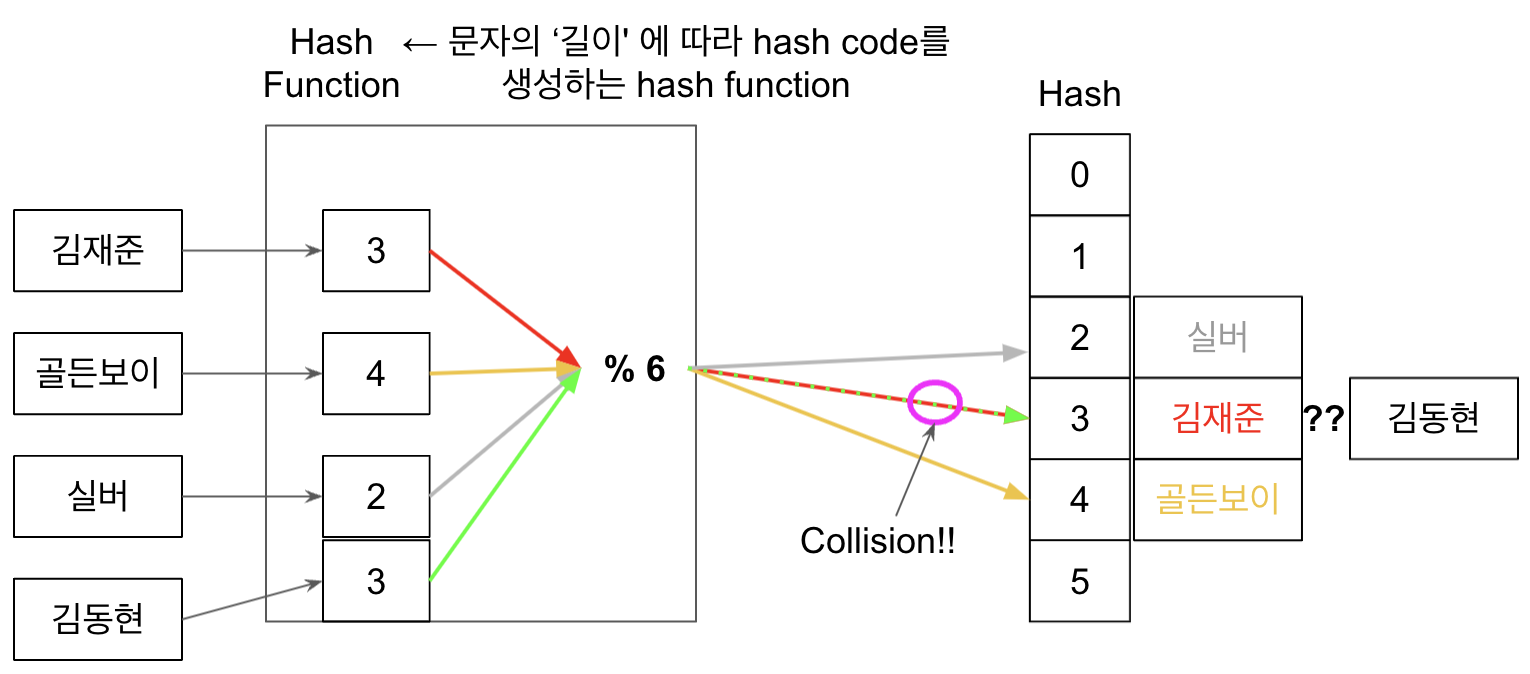 Hash ← 문자의 ‘길이' 에 따라 hash code를
Function 생성하는 hash function
Hash
0
1
김재준
3
골든보이
4
% 6
2
실버
3
김재준
??
김동현
실버
2
4
골든보이
Collision!!
3
5
김동현